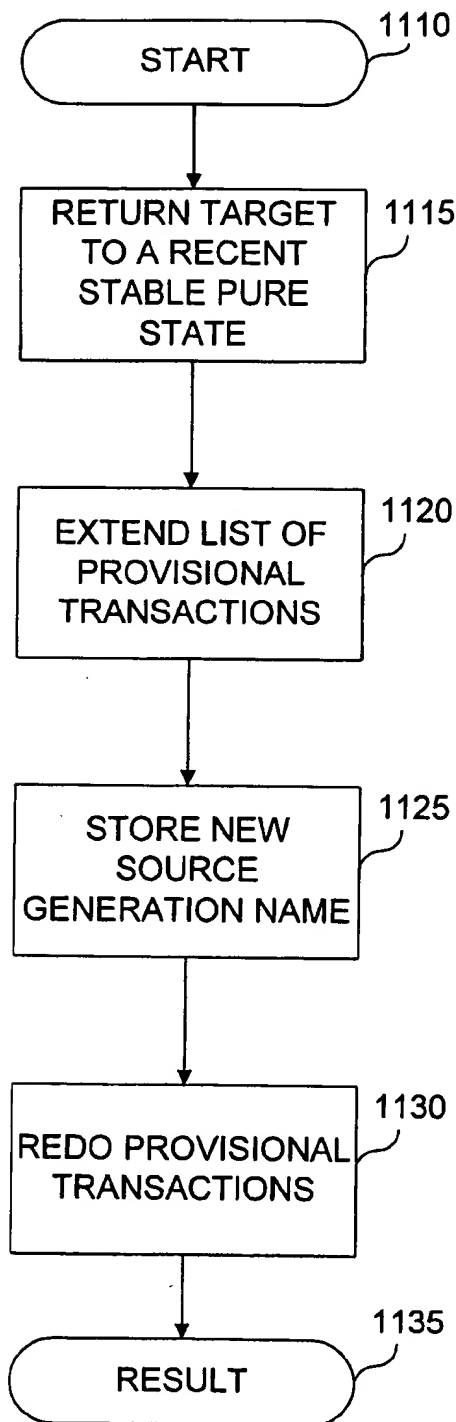 START
1110
RETURN TARGET
TO A RECENT
STABLE PURE
STATE
1115
EXTEND LIST OF
PROVISIONAL
TRANSACTIONS
1120
STORE NEW
SOURCE
GENERATION NAME
1125
REDO PROVISIONAL
TRANSACTIONS
1130
RESULT
1135